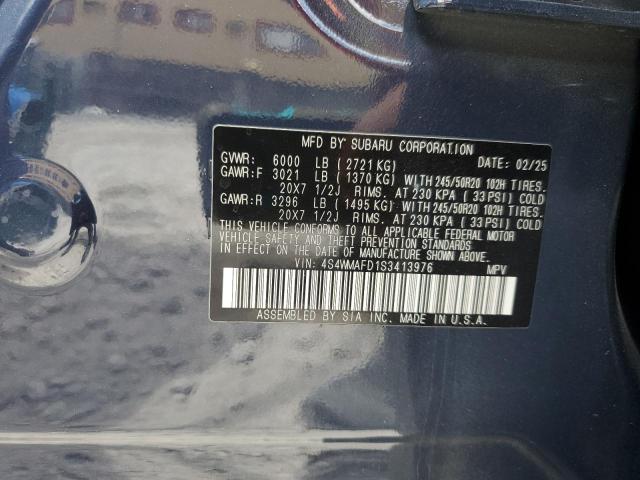 MFD BY SUBARU CORPORATION
GVWR: 6000 LB (2721 KG) DATE: 02/25
GAWR:F 3021 LB (1370 KG) WITH 245/50R20 102H TIRES.
20X7 1/2J RIMS. AT 230 KPA (33 PSI) COLD
GAWR:R 3296 LB (1495 KG) WITH 245/50R20 102H TIRES.
20X7 1/2J RIMS. AT 230 KPA (33 PSI) COLD
THIS VEHICLE CONFORMS TO ALL APPLICABLE FEDERAL MOTOR
VEHICLE SAFETY AND THEFT PREVENTION STANDARDS
IN EFFECT ON THE DATE OF MANUFACTURE SHOWN ABOVE.
VIN: 4S4WMAFD1S3413976 MPV
ASSEMBLED BY SIA INC. MADE IN U.S.A.